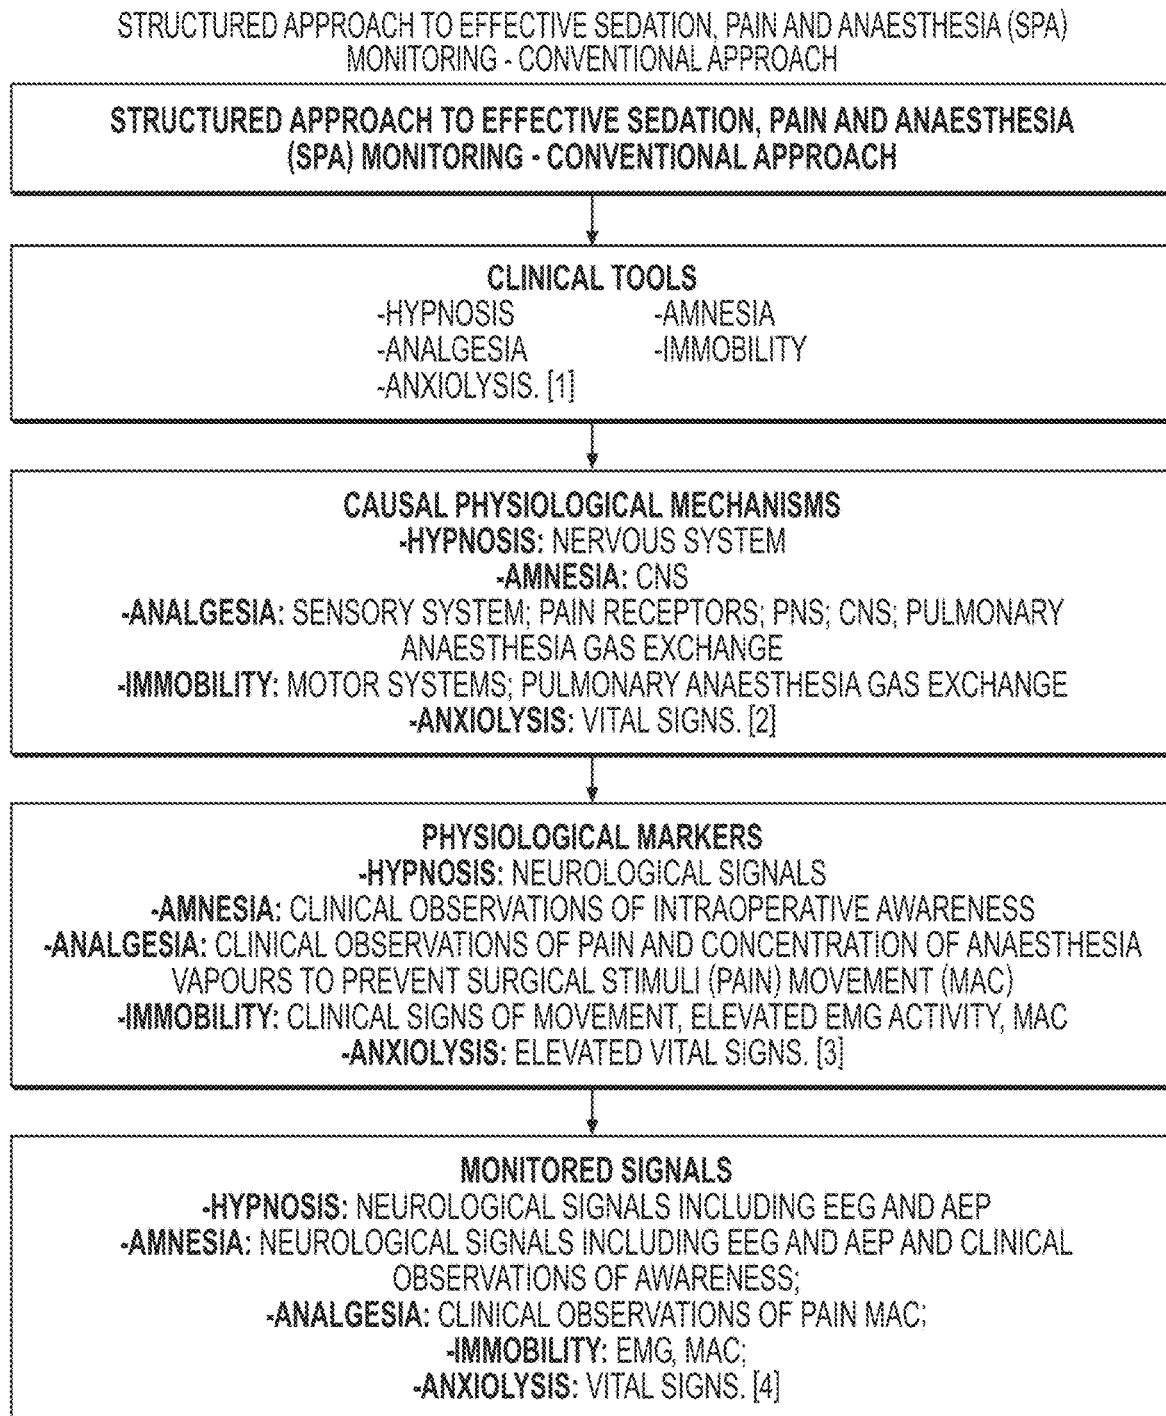 STRUCTURED APPROACH TO EFFECTIVE SEDATION, PAIN AND ANAESTHESIA (SPA)
MONITORING - CONVENTIONAL APPROACH
STRUCTURED APPROACH TO EFFECTIVE SEDATION, PAIN AND ANAESTHESIA
(SPA) MONITORING - CONVENTIONAL APPROACH
CLINICAL TOOLS
-HYPNOSIS -AMNESIA
-ANALGESIA -IMMOBILITY
-ANXIOLYSIS. [1]
CAUSAL PHYSIOLOGICAL MECHANISMS
-HYPNOSIS: NERVOUS SYSTEM
-AMNESIA: CNS
-ANALGESIA: SENSORY SYSTEM; PAIN RECEPTORS; PNS; CNS; PULMONARY
ANAESTHESIA GAS EXCHANGE
-IMMOBILITY: MOTOR SYSTEMS; PULMONARY ANAESTHESIA GAS EXCHANGE
-ANXIOLYSIS: VITAL SIGNS. [2]
PHYSIOLOGICAL MARKERS
-HYPNOSIS: NEUROLOGICAL SIGNALS
-AMNESIA: CLINICAL OBSERVATIONS OF INTRAOPERATIVE AWARENESS
-ANALGESIA: CLINICAL OBSERVATIONS OF PAIN AND CONCENTRATION OF ANAESTHESIA
VAPOURS TO PREVENT SURGICAL STIMULI (PAIN) MOVEMENT (MAC)
-IMMOBILITY: CLINICAL SIGNS OF MOVEMENT, ELEVATED EMG ACTIVITY, MAC
-ANXIOLYSIS: ELEVATED VITAL SIGNS. [3]
MONITORED SIGNALS
-HYPNOSIS: NEUROLOGICAL SIGNALS INCLUDING EEG AND AEP
-AMNESIA: NEUROLOGICAL SIGNALS INCLUDING EEG AND AEP AND CLINICAL
OBSERVATIONS OF AWARENESS;
-ANALGESIA: CLINICAL OBSERVATIONS OF PAIN MAC;
-IMMOBILITY: EMG, MAC;
-ANXIOLYSIS: VITAL SIGNS. [4]